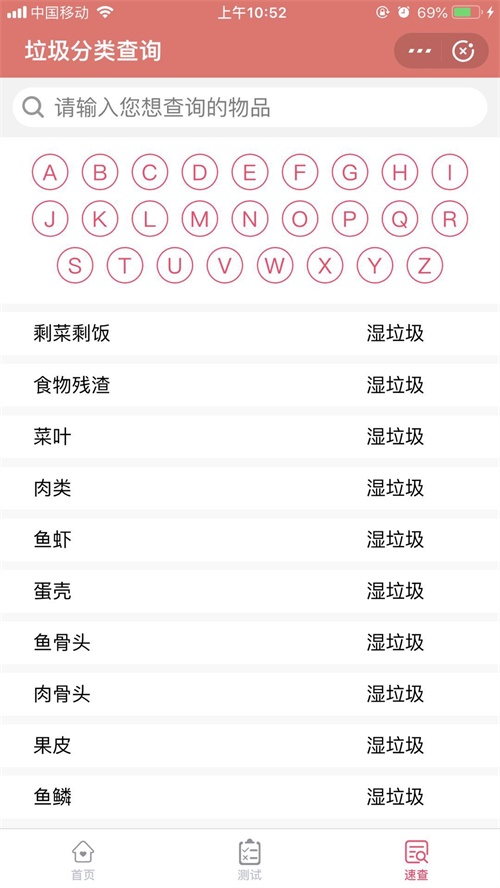 中国移动 上午10:52 69%
垃圾分类查询
请输入您想查询的物品
A B C D E F G H I
J K L M N O P Q R
S T U V W X Y Z
剩菜剩饭 湿垃圾
食物残渣 湿垃圾
菜叶 湿垃圾
肉类 湿垃圾
鱼虾 湿垃圾
蛋壳 湿垃圾
鱼骨头 湿垃圾
肉骨头 湿垃圾
果皮 湿垃圾
鱼鳞 湿垃圾
首页 测试 速查